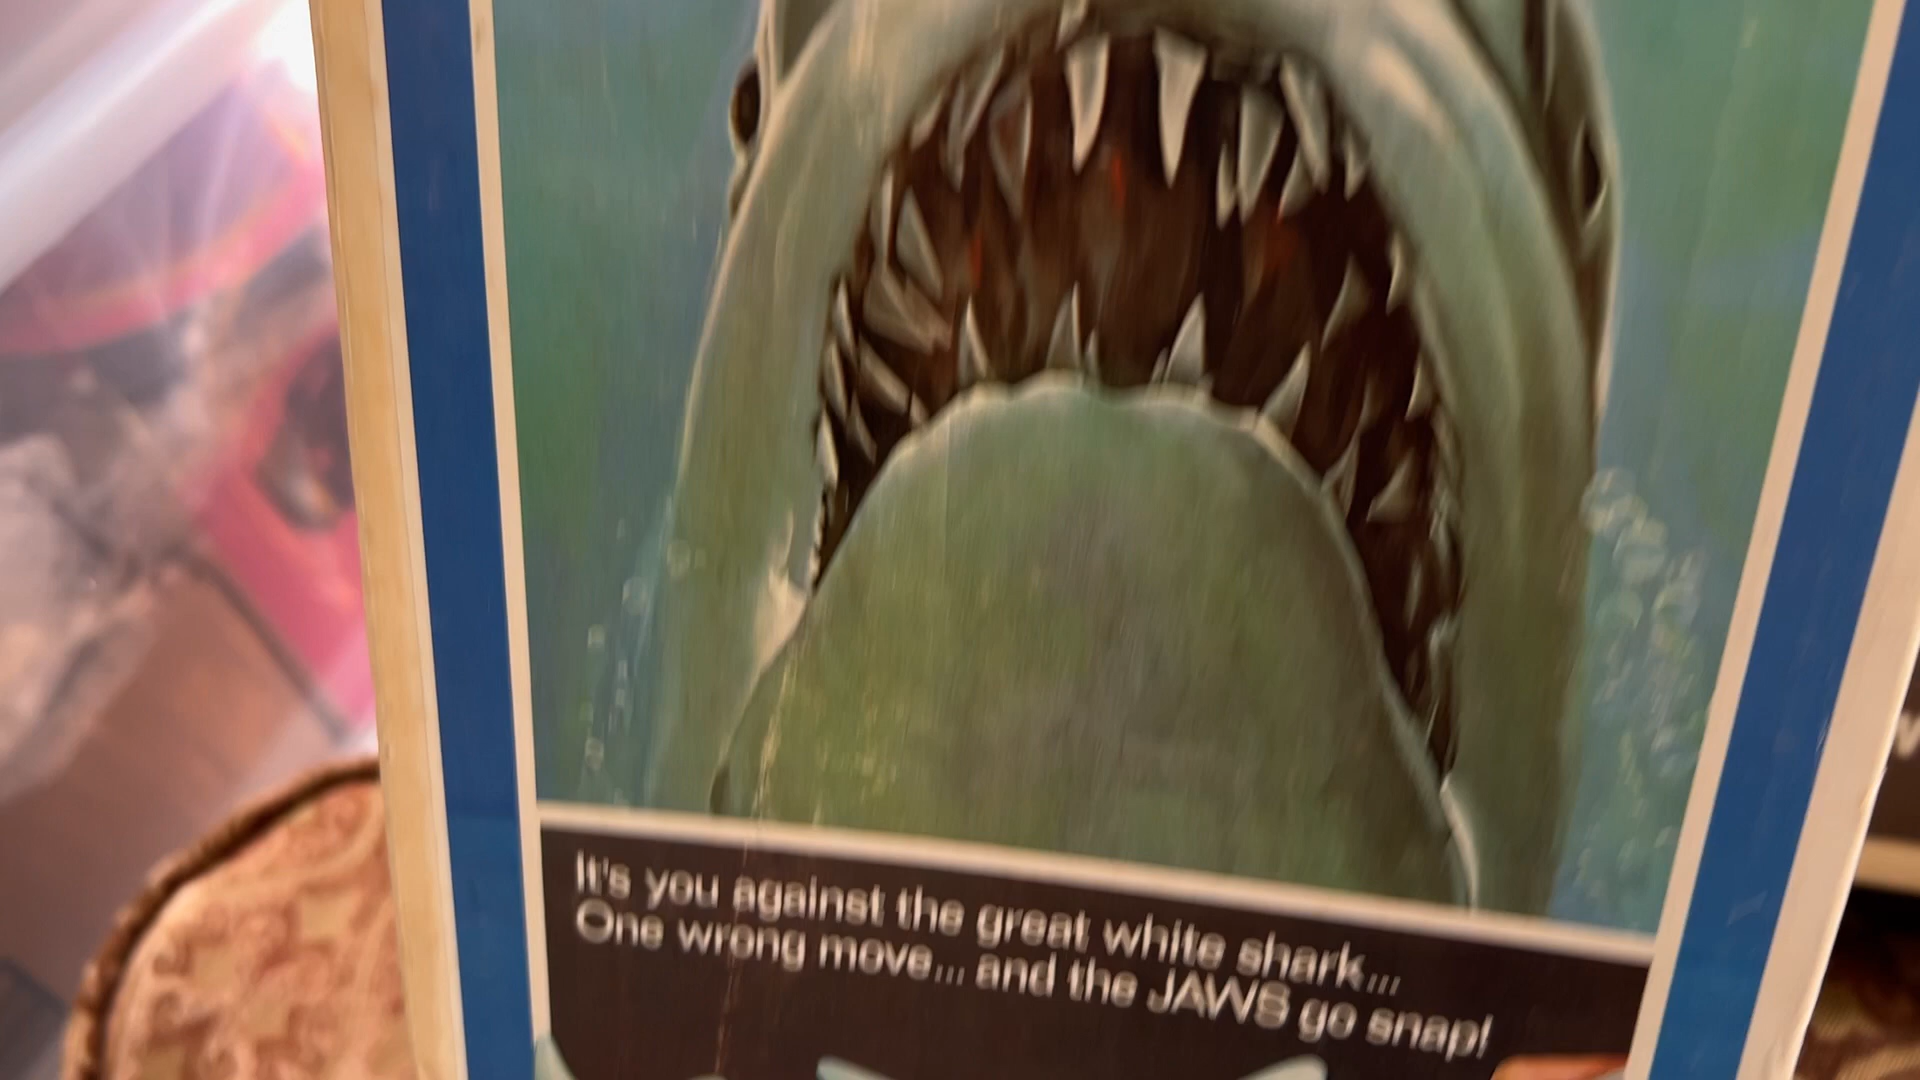 It's you against the great white shark...
One wrong move... and the JAWS go snap!